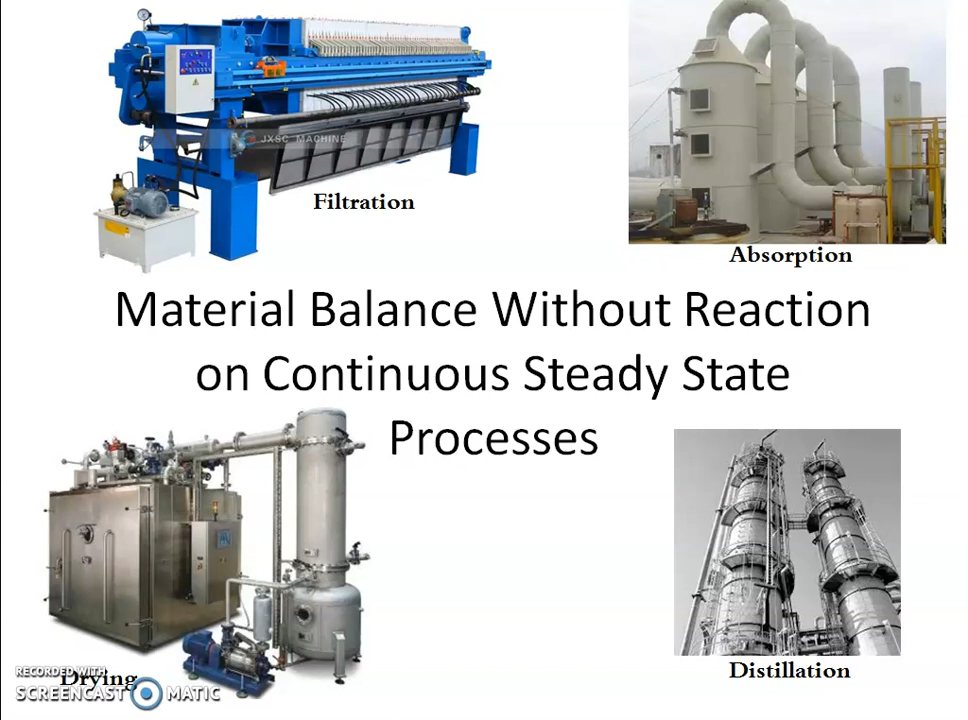 JXSC MACHINE
Filtration
Absorption
Material Balance Without Reaction
on Continuous Steady State
Processes
Drying
Distillation
RECORDED WITH
SCREENCAST MATIC